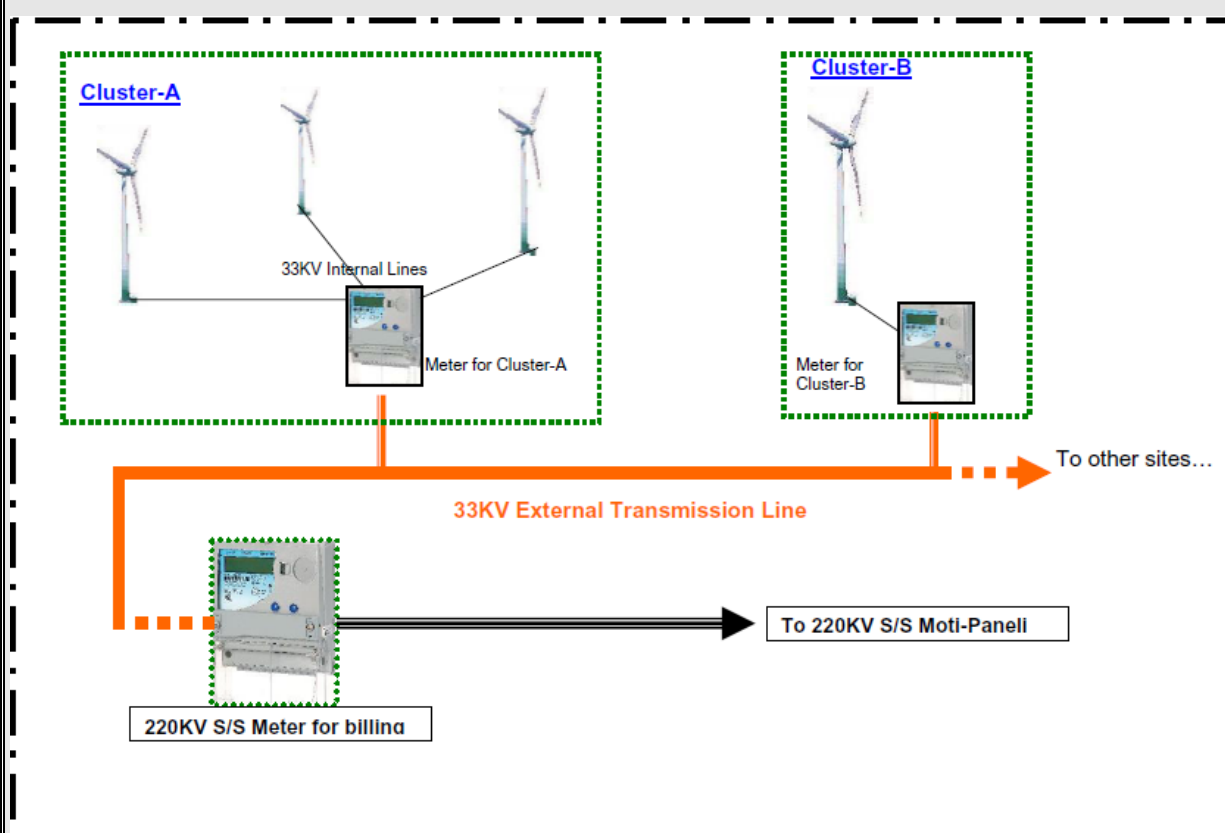 Cluster-A
Cluster-B
33KV Internal Lines
Meter for Cluster-A
Meter for
Cluster-B
To other sites…
33KV External Transmission Line
To 220KV S/S Moti-Paneli
220KV S/S Meter for billing